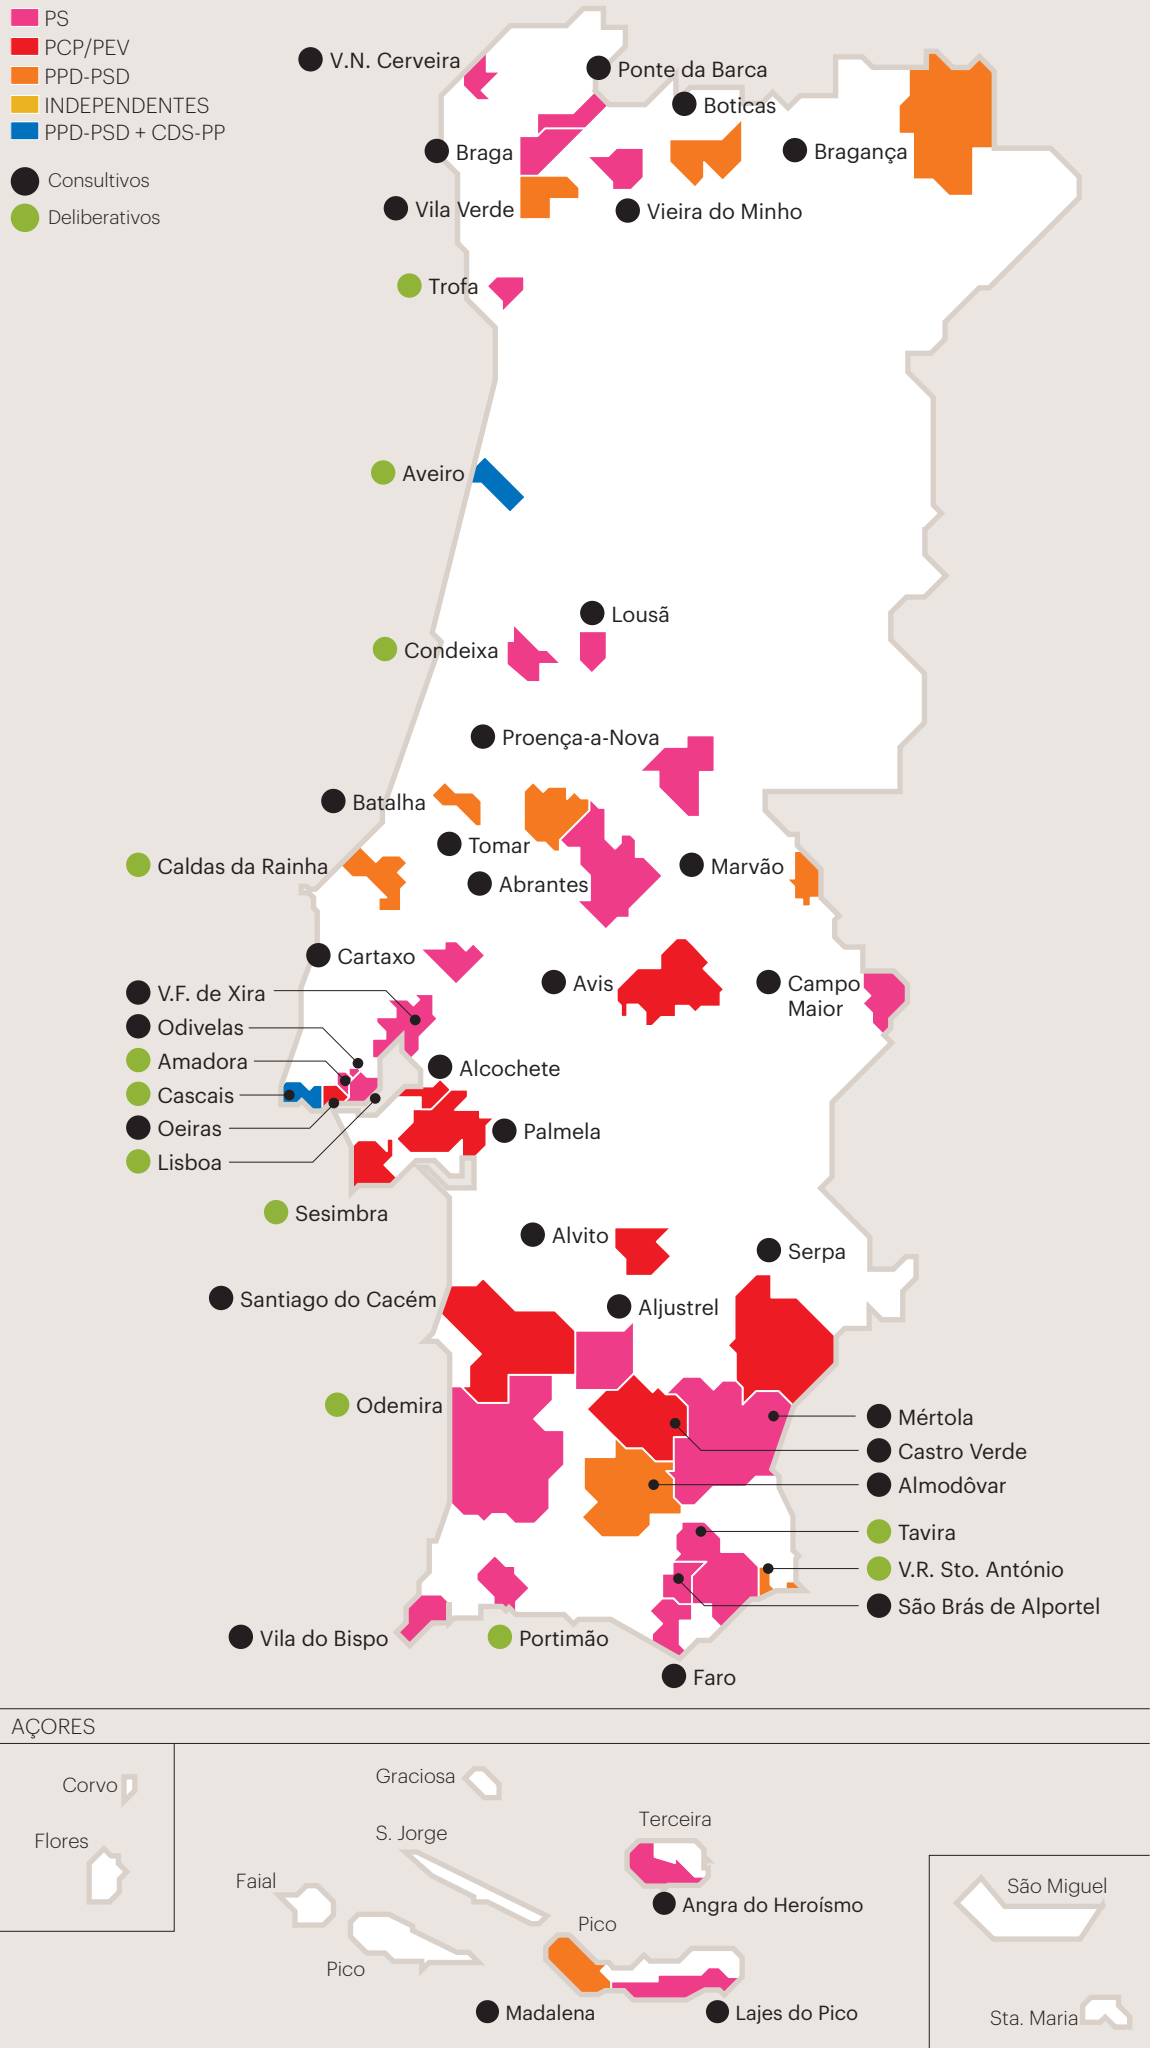 PS
PCP/PEV
PPD-PSD
INDEPENDENTES
PPD-PSD + CDS-PP
Consultivos
Deliberativos
V.N. Cerveira
Ponte da Barca
Boticas
Braga
Bragança
Vila Verde
Vieira do Minho
Trofa
Aveiro
Lousã
Condeixa
Proença-a-Nova
Batalha
Tomar
Caldas da Rainha
Marvão
Abrantes
Cartaxo
Avis
Campo
Maior
V.F. de Xira
Odivelas
Amadora
Alcochete
Cascais
Oeiras
Palmela
Lisboa
Sesimbra
Alvito
Serpa
Santiago do Cacém
Aljustrel
Odemira
Mértola
Castro Verde
Almodôvar
Tavira
V.R. Sto. António
São Brás de Alportel
Vila do Bispo
Portimão
Faro
AÇORES
Corvo
Graciosa
Flores
S. Jorge
Terceira
Faial
São Miguel
Angra do Heroísmo
Pico
Pico
Madalena
Lajes do Pico
Sta. Maria